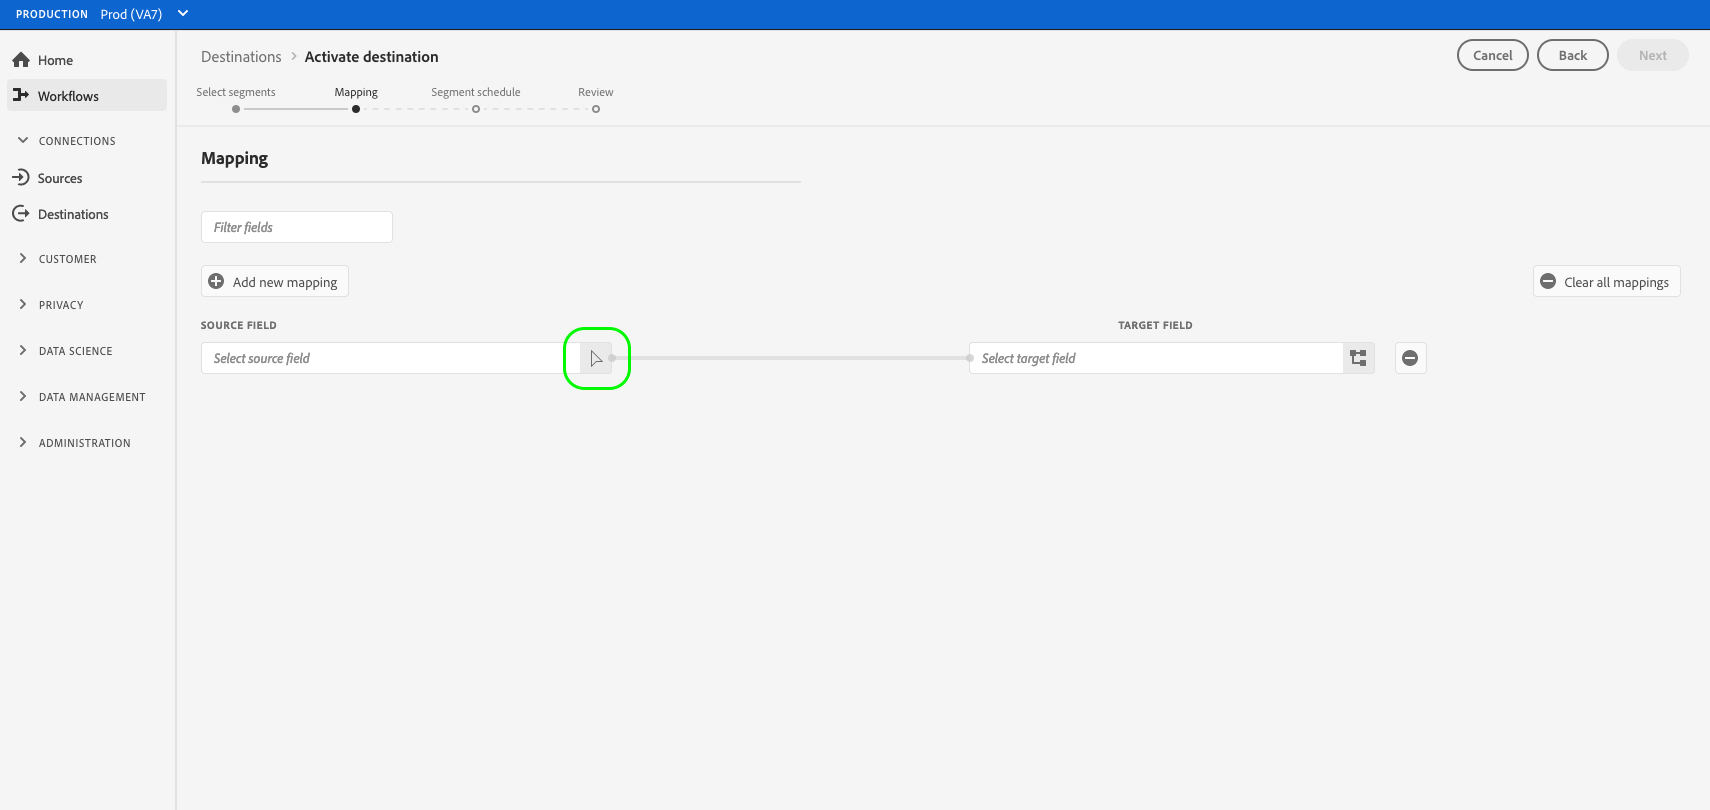 PRODUCTION Prod (VA7)
Home
Workflows
CONNECTIONS
Sources
Destinations
CUSTOMER
PRIVACY
DATA SCIENCE
DATA MANAGEMENT
ADMINISTRATION
Destinations > Activate destination
Cancel Back Next
Select segments Mapping Segment schedule Review
Mapping
Filter fields
Add new mapping Clear all mappings
SOURCE FIELD TARGET FIELD
Select source field Select target field